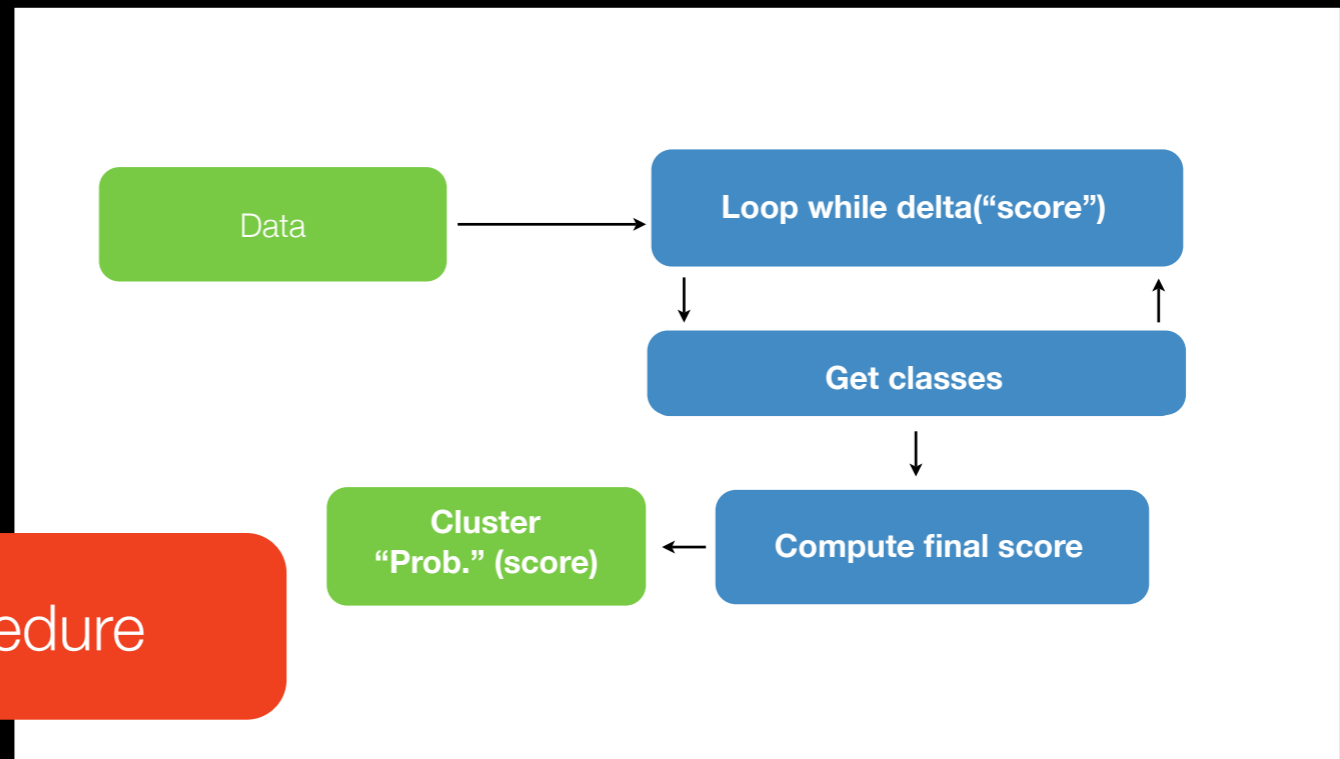 Data
Loop while delta(“score”)
Get classes
Compute final score
Cluster
“Prob.” (score)
edure